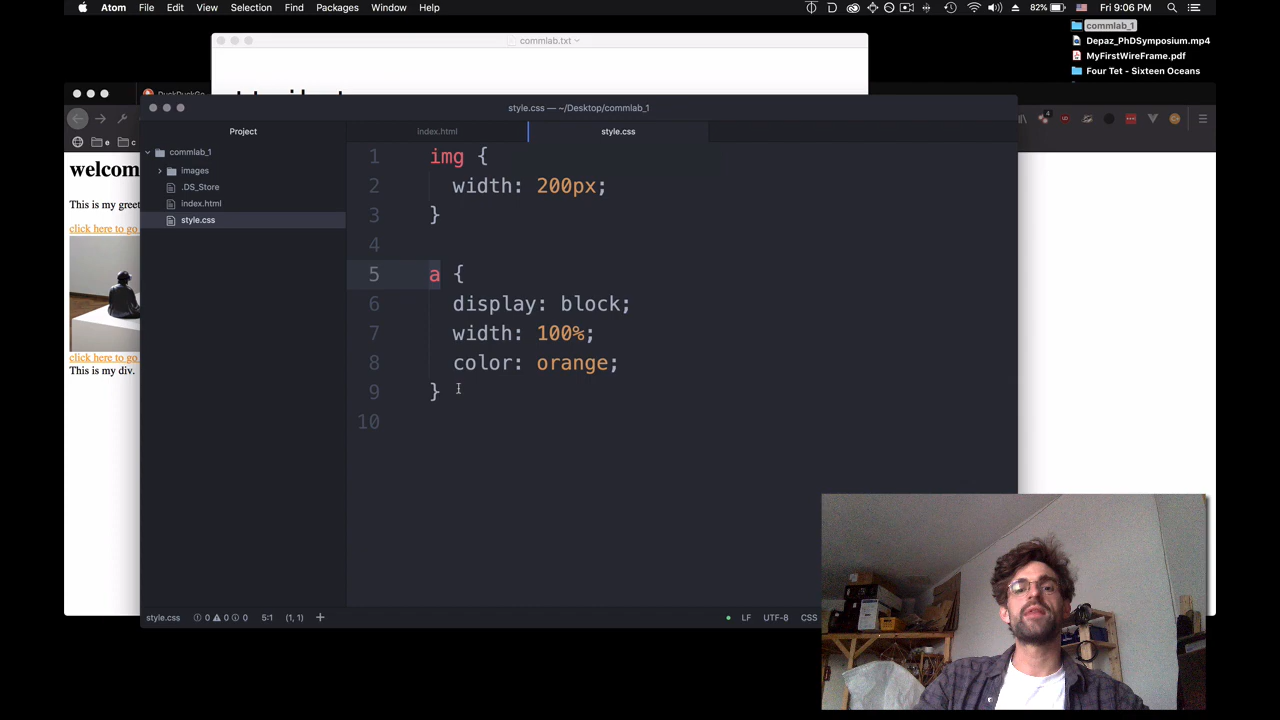 Atom File Edit View Selection Find Packages Window Help 82% Fri 9:06 PM
commlab_1
Depaz_PhDSymposium.mp4
MyFirstWireFrame.pdf
Four Tet - Sixteen Oceans
commlab.txt
DuckDuckGo
style.css — ~/Desktop/commlab_1
Project
index.html
style.css
e
c
4
commlab_1
images
.DS_Store
index.html
style.css
welcom
This is my greet
click here to go
click here to go
This is my div.
1 img {
2 width: 200px;
3 }
4
5 a {
6 display: block;
7 width: 100%;
8 color: orange;
9 }
10
style.css 0 0 0 5:1 (1, 1) + LF UTF-8 CSS